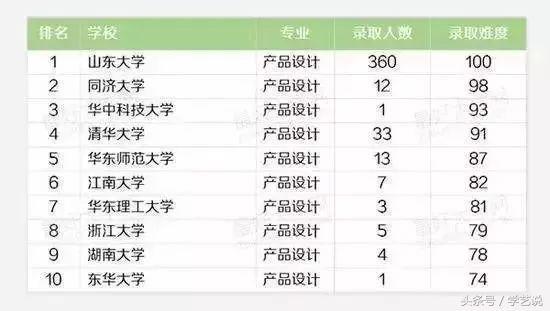 排名 学校 专业 录取人数 录取难度
1 山东大学 产品设计 360 100
2 同济大学 产品设计 12 98
3 华中科技大学 产品设计 1 93
4 清华大学 产品设计 33 91
5 华东师范大学 产品设计 13 87
6 江南大学 产品设计 7 82
7 华东理工大学 产品设计 3 81
8 浙江大学 产品设计 5 79
9 湖南大学 产品设计 4 78
10 东华大学 产品设计 1 74
头条号/学艺说